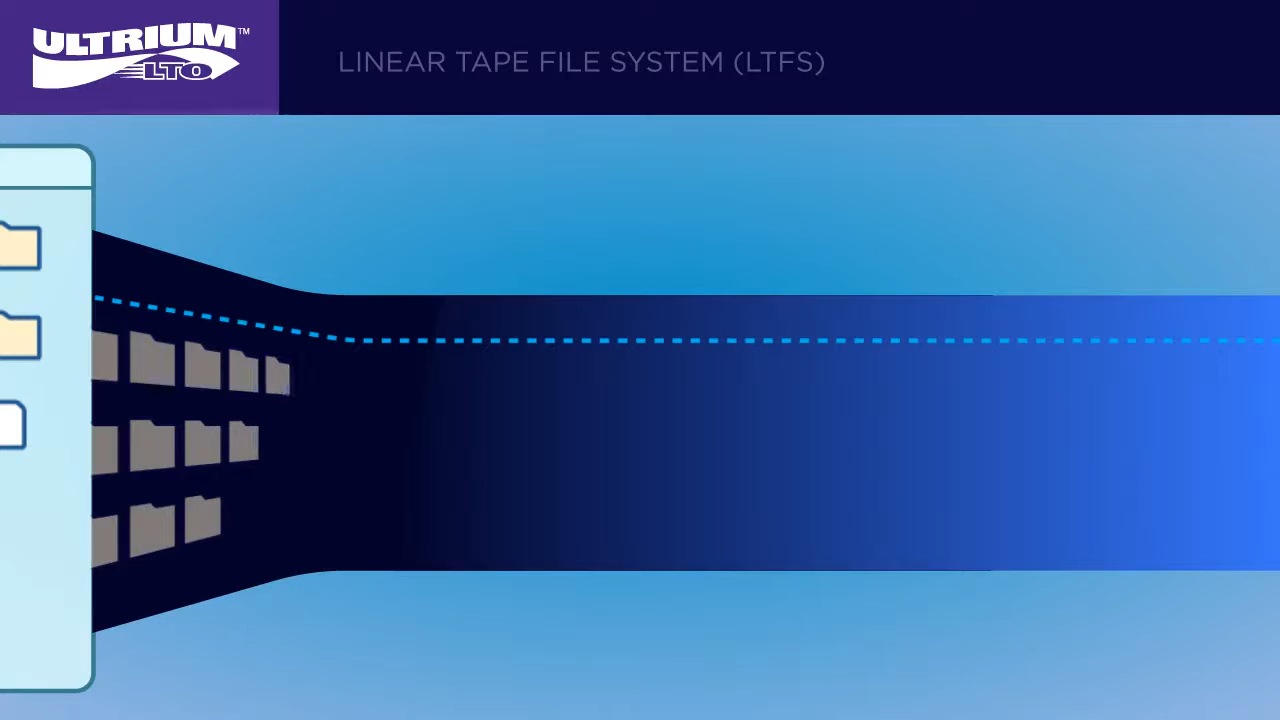 ULTRIUM™
LTO
LINEAR TAPE FILE SYSTEM (LTFS)